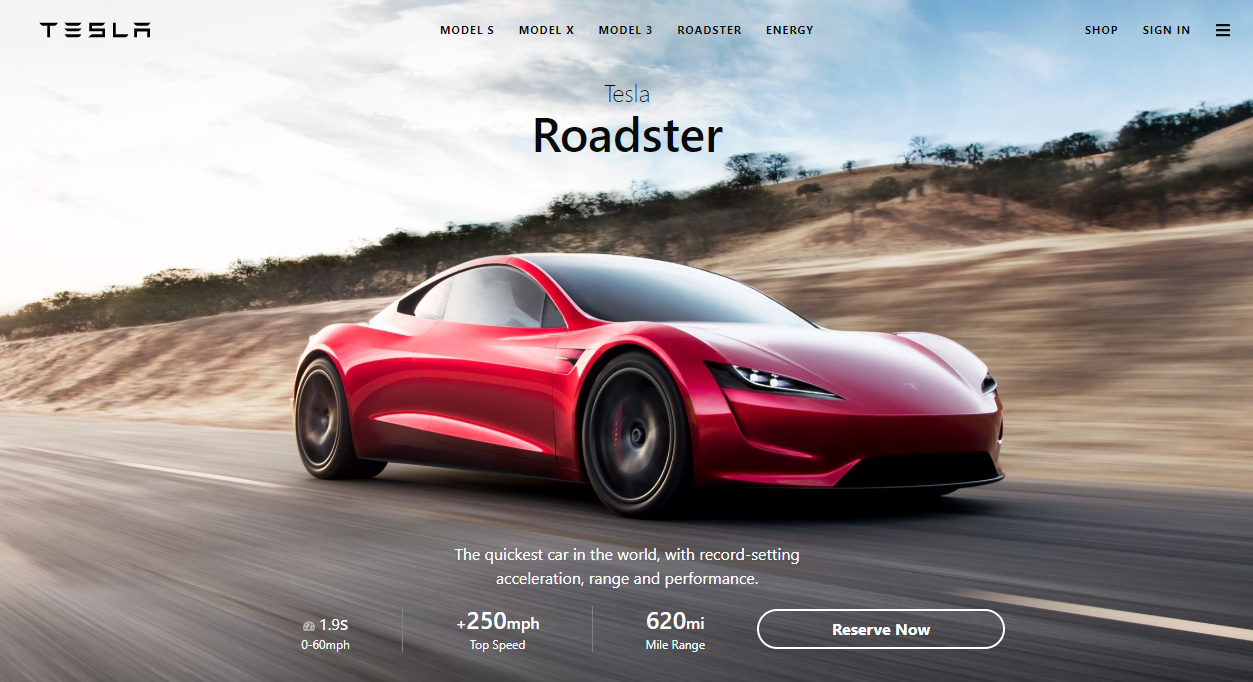 TESLA
MODEL S MODEL X MODEL 3 ROADSTER ENERGY
SHOP SIGN IN
Tesla
Roadster
The quickest car in the world, with record-setting
acceleration, range and performance.
1.9s
0-60mph
+250mph
Top Speed
620mi
Mile Range
Reserve Now